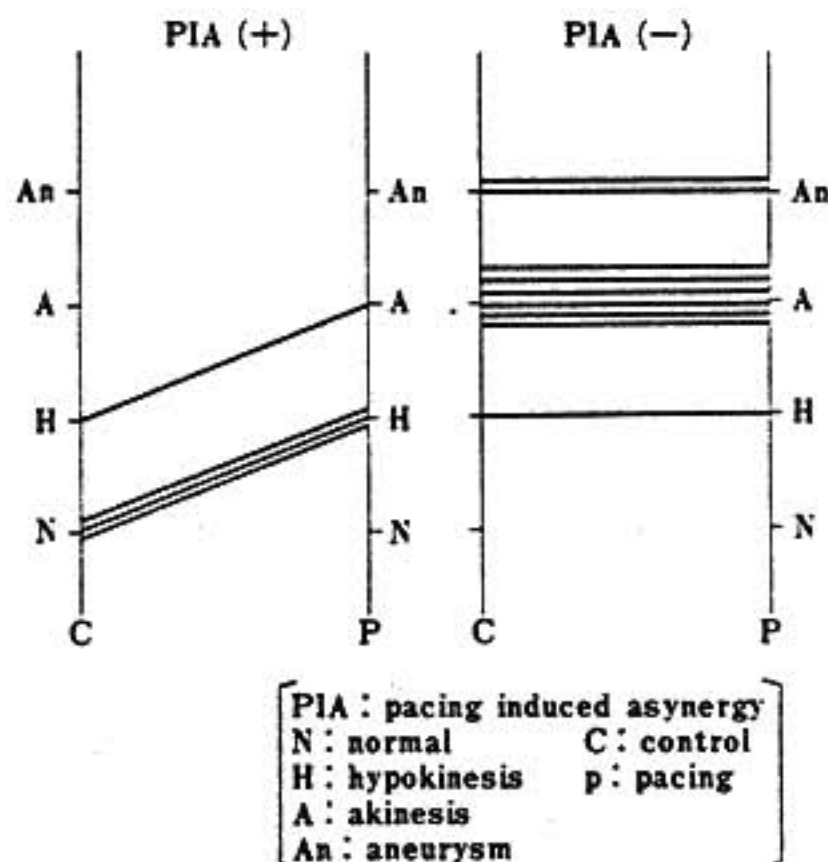 PIA (+) PIA (−)
An An An
A A A
H H H
N N N
C P C P
PIA : pacing induced asynergy
N : normal C : control
H : hypokinesis p : pacing
A : akinesis
An : aneurysm